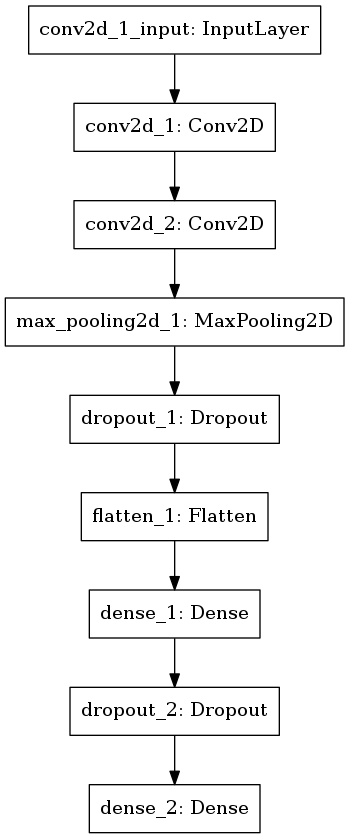 conv2d_1_input: InputLayer
conv2d_1: Conv2D
conv2d_2: Conv2D
max_pooling2d_1: MaxPooling2D
dropout_1: Dropout
flatten_1: Flatten
dense_1: Dense
dropout_2: Dropout
dense_2: Dense